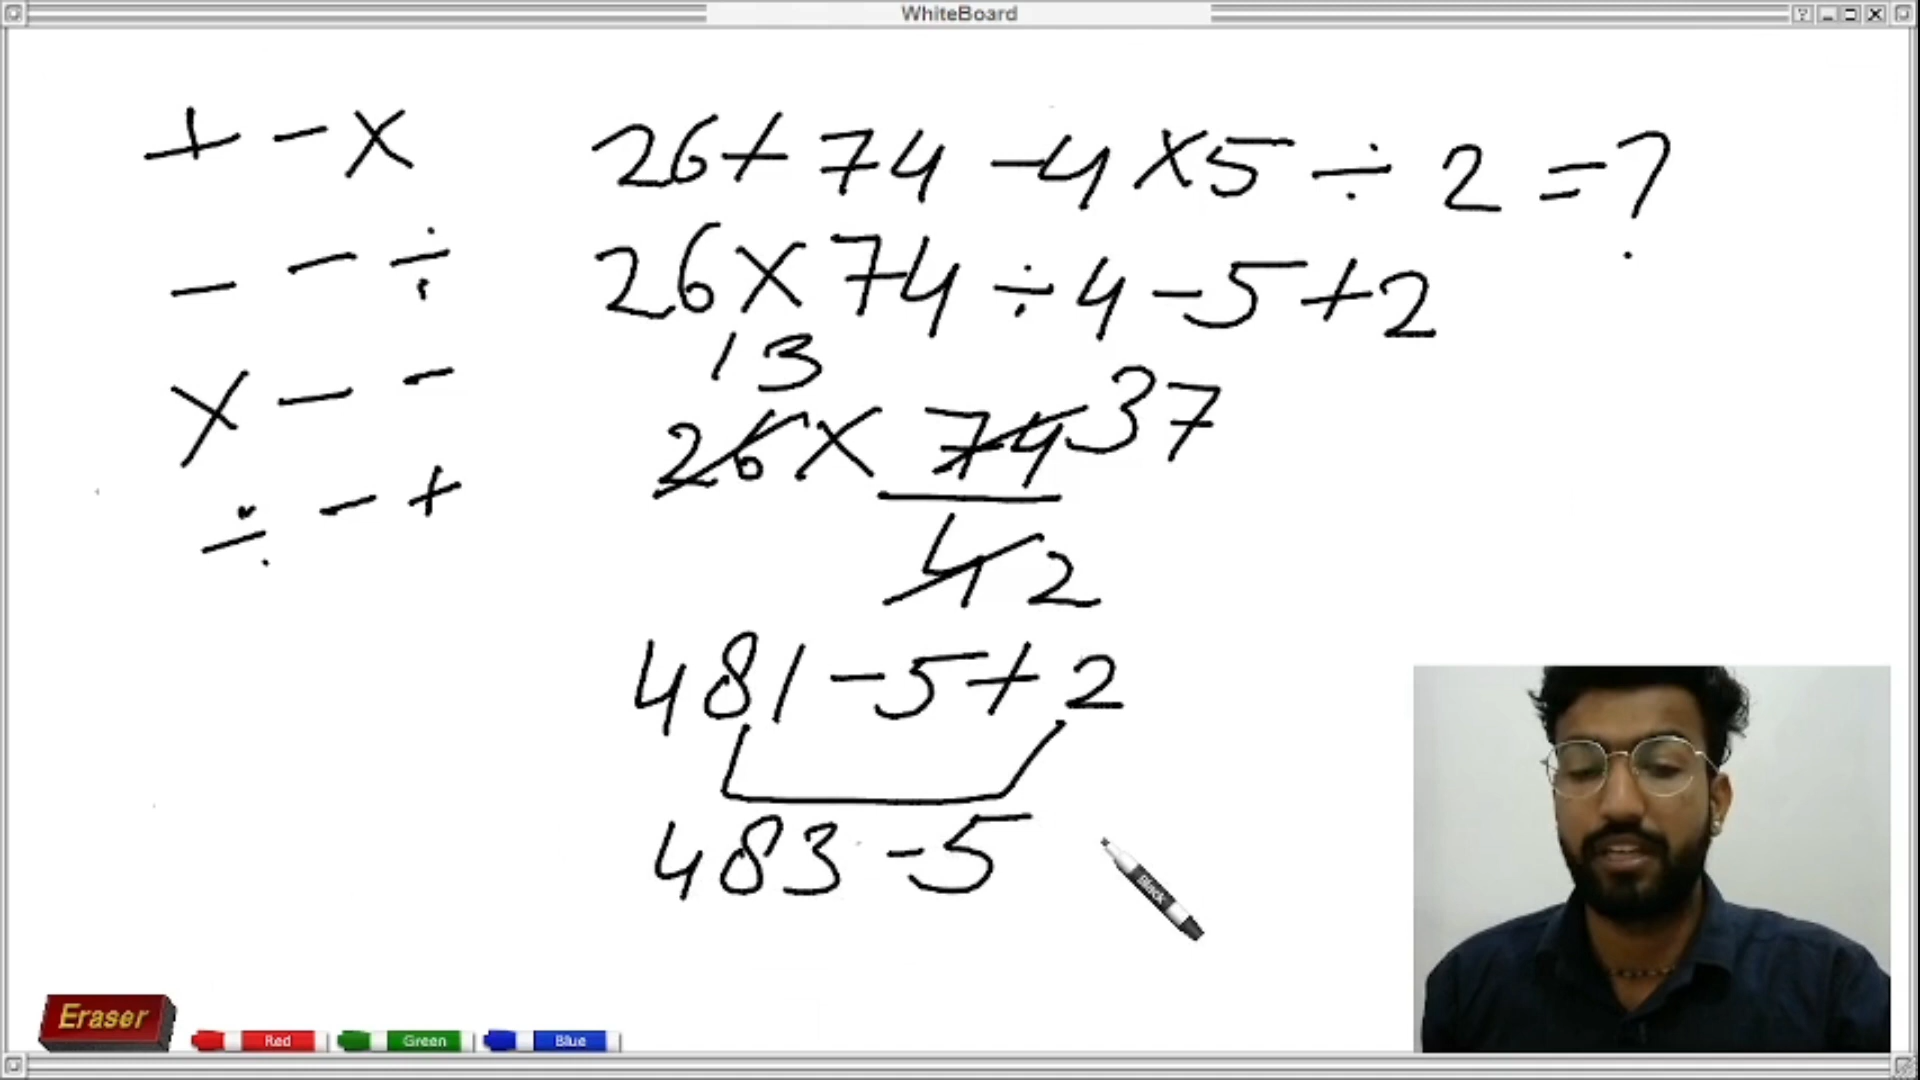 WhiteBoard
+ - ×
- - ÷
× - -
÷ - +
26 + 74 - 4 × 5 ÷ 2 = ?
26 × 74 ÷ 4 - 5 + 2
13
26 × 74 37
4 2
481 - 5 + 2
483 - 5
Black
Eraser
Red Green Blue